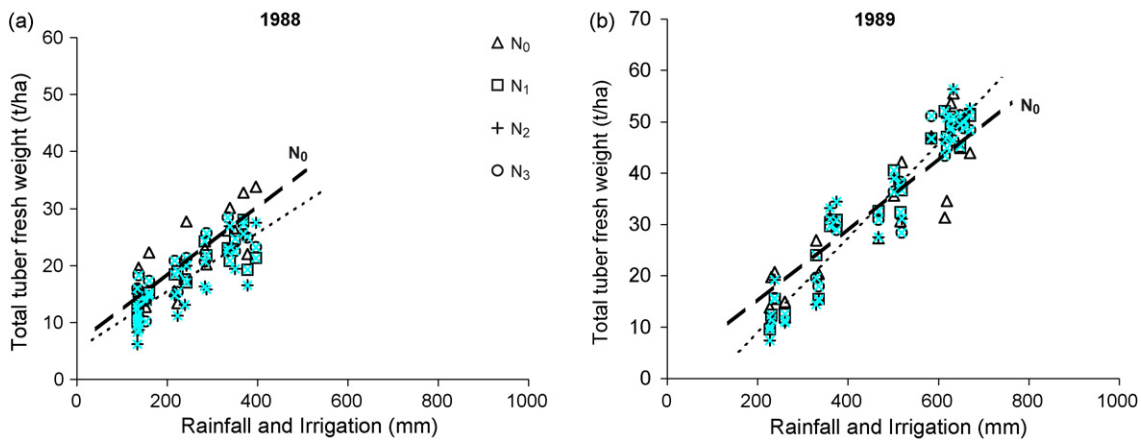 (a)
1988
Total tuber fresh weight (t/ha)
60
50
40
30
20
10
0
N₀
N₁
N₂
N₃
N₀
0 200 400 600 800 1000
Rainfall and Irrigation (mm)
(b)
1989
Total tuber fresh weight (t/ha)
70
60
50
40
30
20
10
0
N₀
0 200 400 600 800 1000
Rainfall and Irrigation (mm)